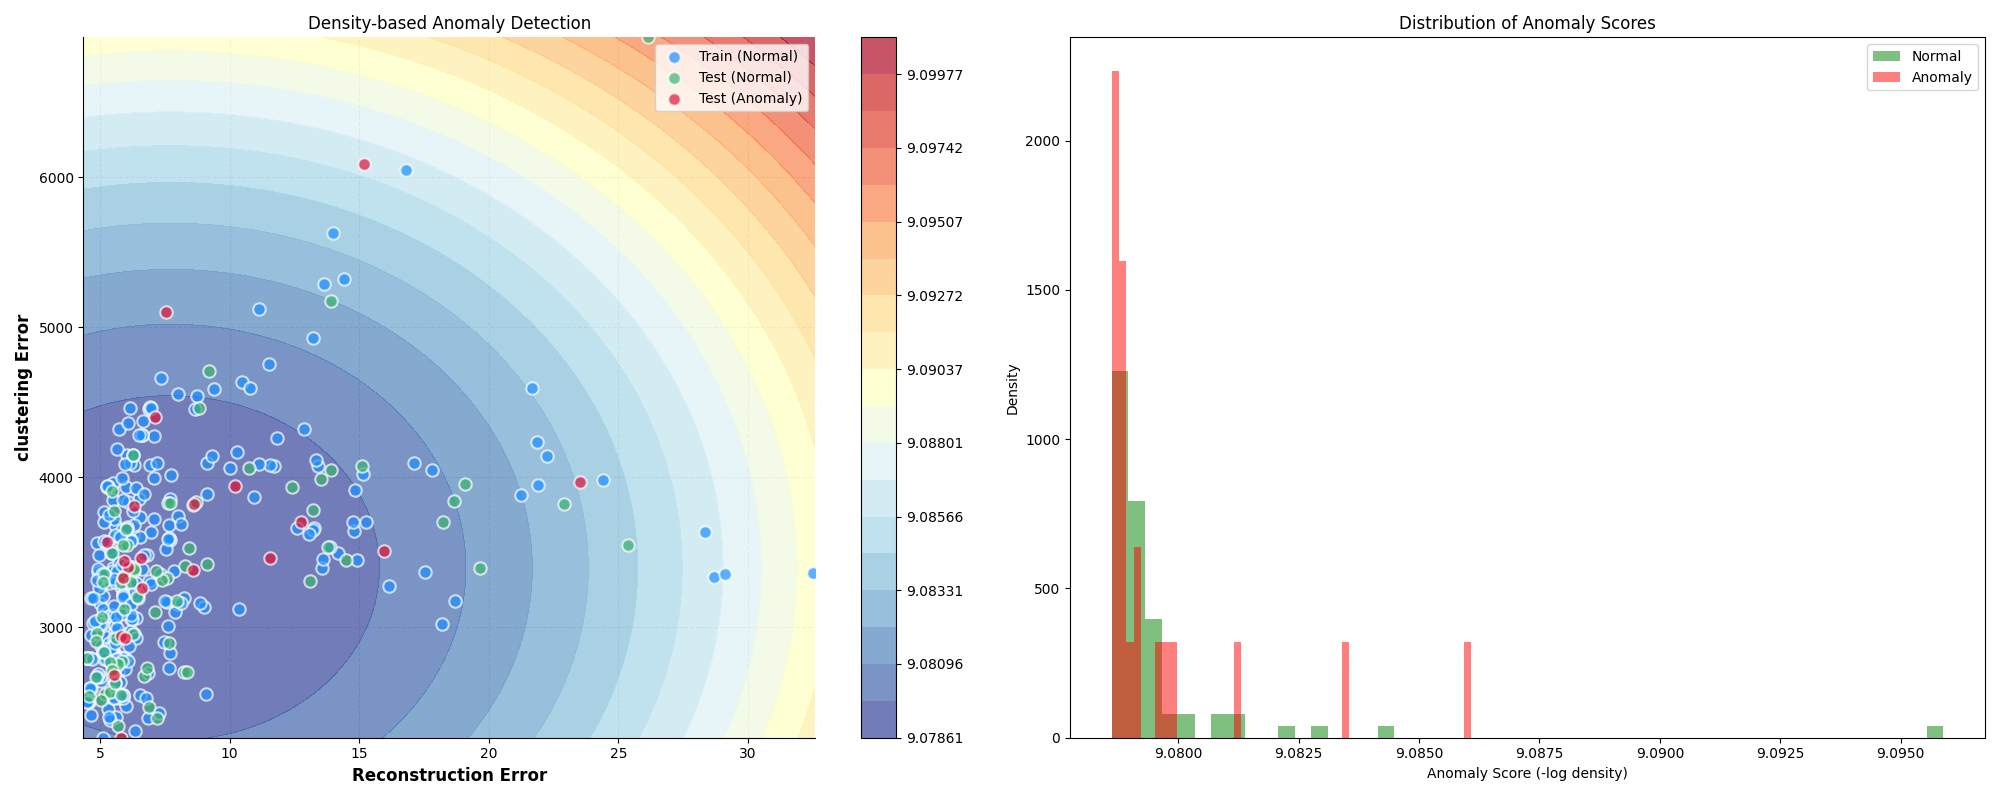 Density-based Anomaly Detection
Train (Normal)
Test (Normal)
Test (Anomaly)
6000
5000
4000
3000
clustering Error
5
10
15
20
25
30
Reconstruction Error
9.09977
9.09742
9.09507
9.09272
9.09037
9.08801
9.08566
9.08331
9.08096
9.07861
Distribution of Anomaly Scores
Normal
Anomaly
2000
1500
1000
500
0
Density
9.0800
9.0825
9.0850
9.0875
9.0900
9.0925
9.0950
Anomaly Score (-log density)